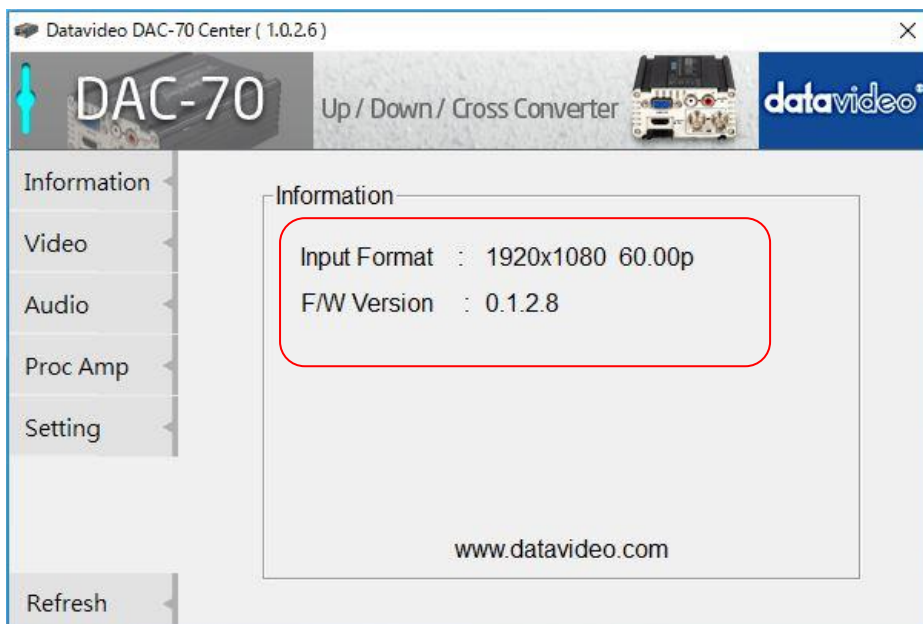 Datavideo DAC-70 Center ( 1.0.2.6 )
DAC-70
Up / Down / Cross Converter
datavideo®
Information
Video
Audio
Proc Amp
Setting
Refresh
Information
Input Format : 1920x1080 60.00p
F/W Version : 0.1.2.8
www.datavideo.com